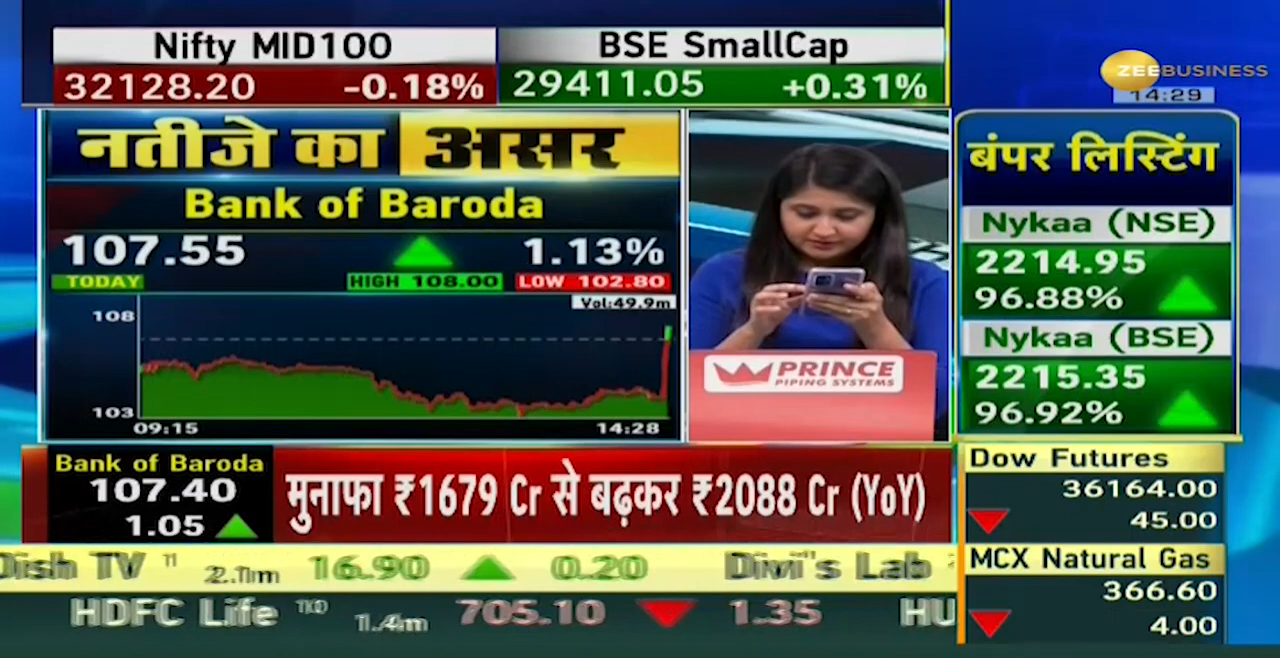 Nifty MID100
32128.20 -0.18%
BSE SmallCap
29411.05 +0.31%
ZEEBUSINESS
14:29
नतीजे का असर
Bank of Baroda
107.55 1.13%
TODAY HIGH 108.00 LOW 102.80
Vol:49.9m
108
103
09:15 14:28
PRINCE
PIPING SYSTEMS
बंपर लिस्टिंग
Nykaa (NSE)
2214.95
96.88%
Nykaa (BSE)
2215.35
96.92%
Bank of Baroda
107.40
1.05
मुनाफा ₹1679 Cr से बढ़कर ₹2088 Cr (YoY)
Dow Futures
36164.00
45.00
MCX Natural Gas
366.60
4.00
Dish TV 2.1m 16.90 0.20 Divi's Lab
HDFC Life 1.4m 705.10 1.35 HU